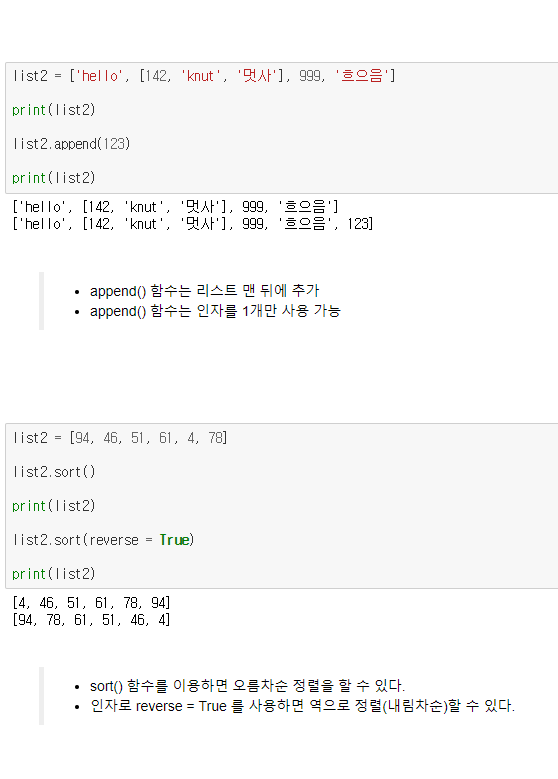 list2 = ['hello', [142, 'knut', '멋사'], 999, '흐으음']
print(list2)
list2.append(123)
print(list2)
['hello', [142, 'knut', '멋사'], 999, '흐으음']
['hello', [142, 'knut', '멋사'], 999, '흐으음', 123]
• append() 함수는 리스트 맨 뒤에 추가
• append() 함수는 인자를 1개만 사용 가능
list2 = [94, 46, 51, 61, 4, 78]
list2.sort()
print(list2)
list2.sort(reverse = True)
print(list2)
[4, 46, 51, 61, 78, 94]
[94, 78, 61, 51, 46, 4]
• sort() 함수를 이용하면 오름차순 정렬을 할 수 있다.
• 인자로 reverse = True 를 사용하면 역으로 정렬(내림차순)할 수 있다.